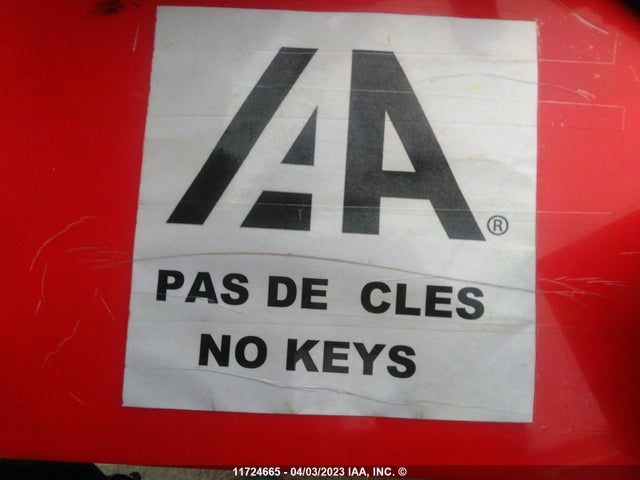 IAA®
PAS DE CLES
NO KEYS
11724665 - 04/03/2023 IAA, INC. ©